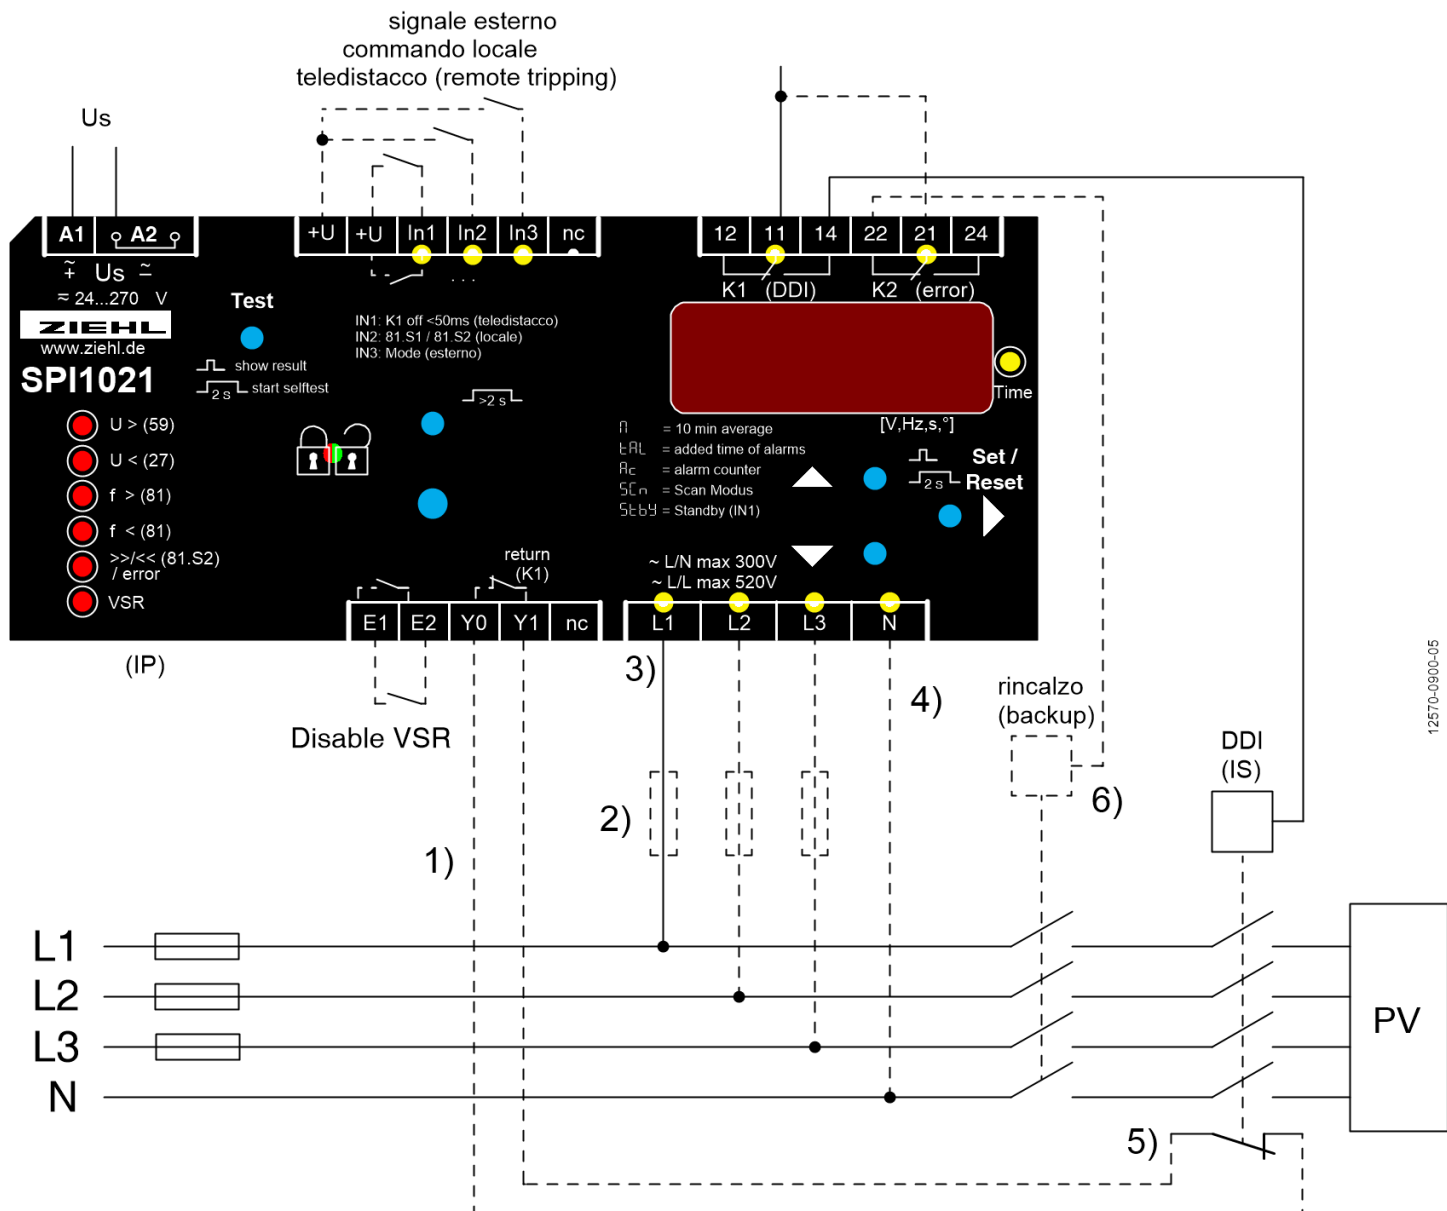 signale esterno
commando locale
teledistacco (remote tripping)
Us
A1 A2
+U +U In1 In2 In3 nc
12 11 14 22 21 24
~ + Us ~ -
≈ 24...270 V
ZIEHL
www.ziehl.de
SPI1021
Test
show result
2 s start selftest
. . .
IN1: K1 off <50ms (teledistacco)
IN2: 81.S1 / 81.S2 (locale)
IN3: Mode (esterno)
>2 s
K1 (DDI) K2 (error)
Time
[V,Hz,s,°]
U > (59)
U < (27)
f > (81)
f < (81)
>>/<< (81.S2)
/ error
VSR
= 10 min average
tAL = added time of alarms
Ac = alarm counter
SCn = Scan Modus
Stby = Standby (IN1)
Set /
2 s Reset
return
(K1)
~ L/N max 300V
~ L/L max 520V
E1 E2 Y0 Y1 nc
L1 L2 L3 N
(IP)
Disable VSR
3)
4)
rincalzo
(backup)
DDI
(IS)
12570-0900-05
2)
6)
1)
L1
L2
L3
N
PV
5)